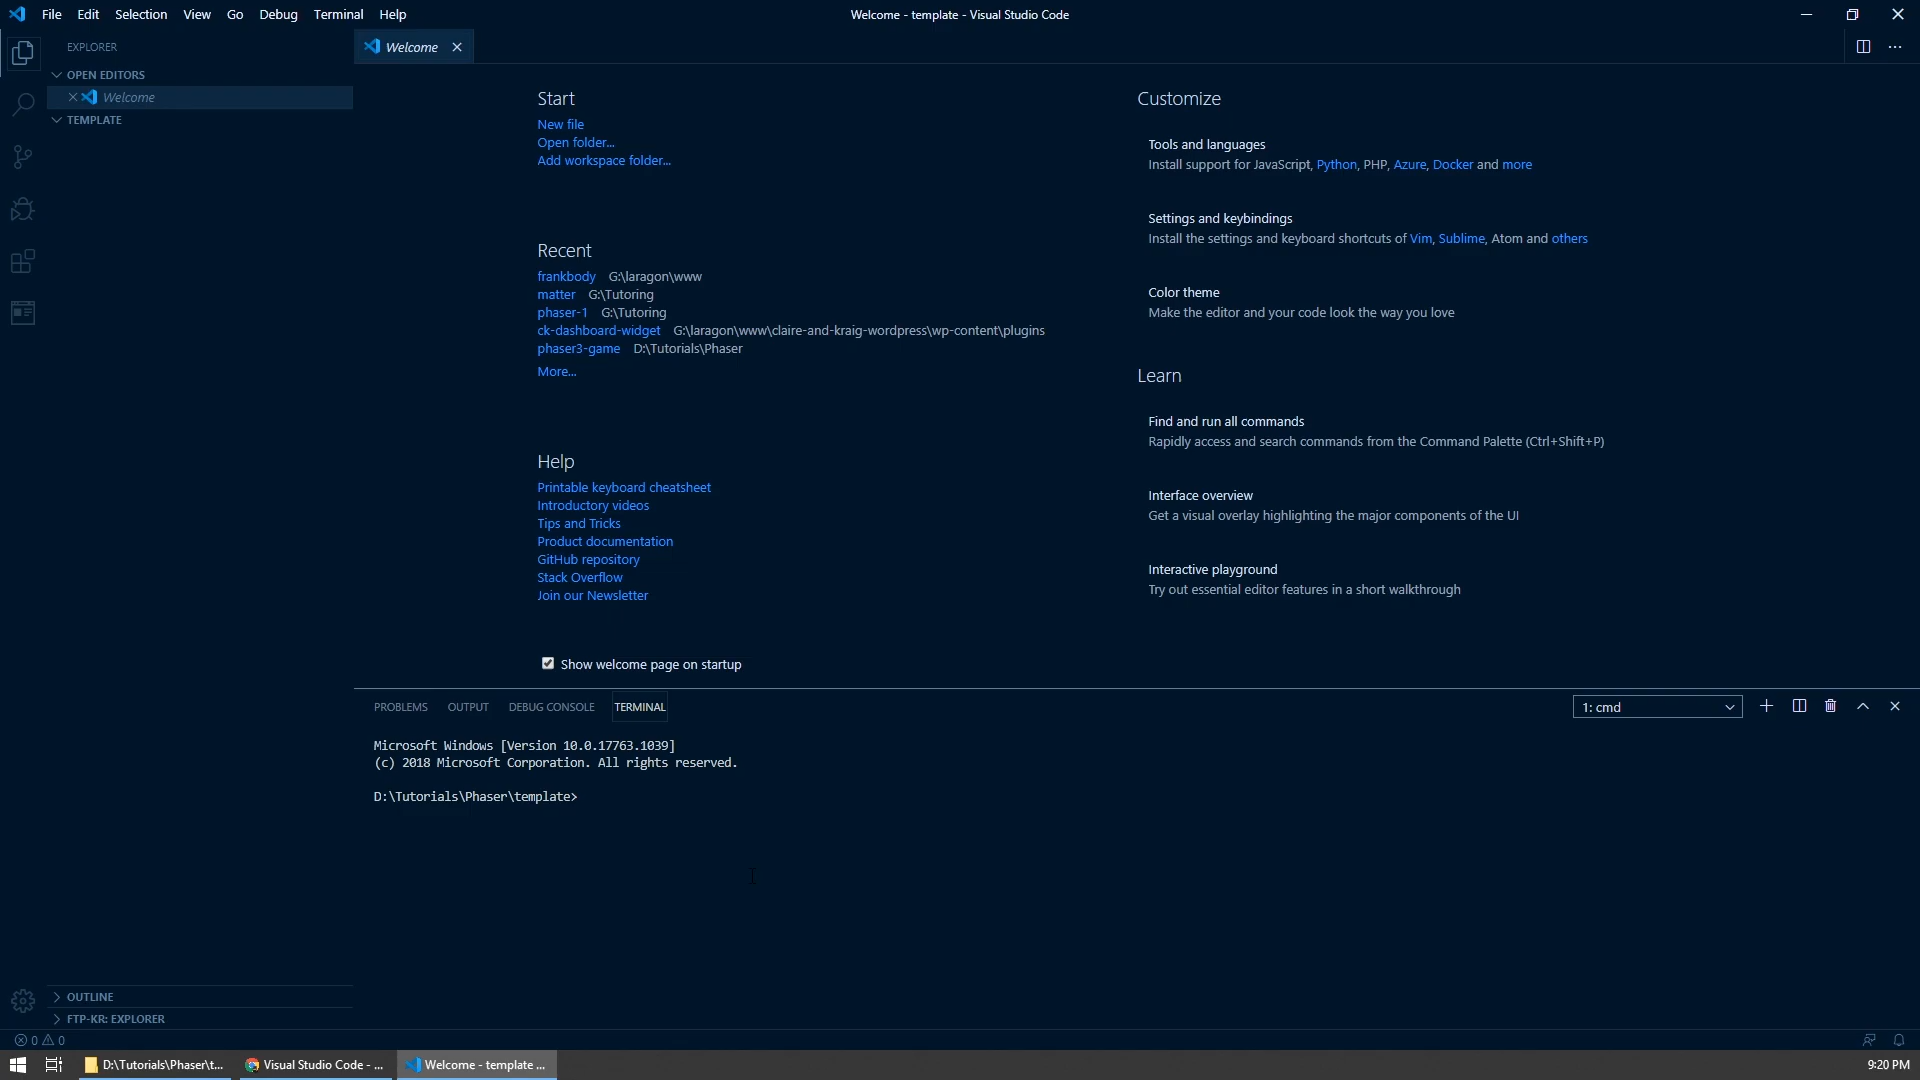 File Edit Selection View Go Debug Terminal Help
Welcome - template - Visual Studio Code
EXPLORER
OPEN EDITORS
Welcome
TEMPLATE
Welcome
Start
New file
Open folder...
Add workspace folder...
Recent
frankbody G:\laragon\www
matter G:\Tutoring
phaser-1 G:\Tutoring
ck-dashboard-widget G:\laragon\www\claire-and-kraig-wordpress\wp-content\plugins
phaser3-game D:\Tutorials\Phaser
More...
Help
Printable keyboard cheatsheet
Introductory videos
Tips and Tricks
Product documentation
GitHub repository
Stack Overflow
Join our Newsletter
Show welcome page on startup
Customize
Tools and languages
Install support for JavaScript, Python, PHP, Azure, Docker and more
Settings and keybindings
Install the settings and keyboard shortcuts of Vim, Sublime, Atom and others
Color theme
Make the editor and your code look the way you love
Learn
Find and run all commands
Rapidly access and search commands from the Command Palette (Ctrl+Shift+P)
Interface overview
Get a visual overlay highlighting the major components of the UI
Interactive playground
Try out essential editor features in a short walkthrough
PROBLEMS OUTPUT DEBUG CONSOLE TERMINAL
1: cmd
Microsoft Windows [Version 10.0.17763.1039]
(c) 2018 Microsoft Corporation. All rights reserved.
D:\Tutorials\Phaser\template>
OUTLINE
FTP-KR: EXPLORER
0 0
D:\Tutorials\Phaser\t...
Visual Studio Code - ...
Welcome - template ...
9:20 PM